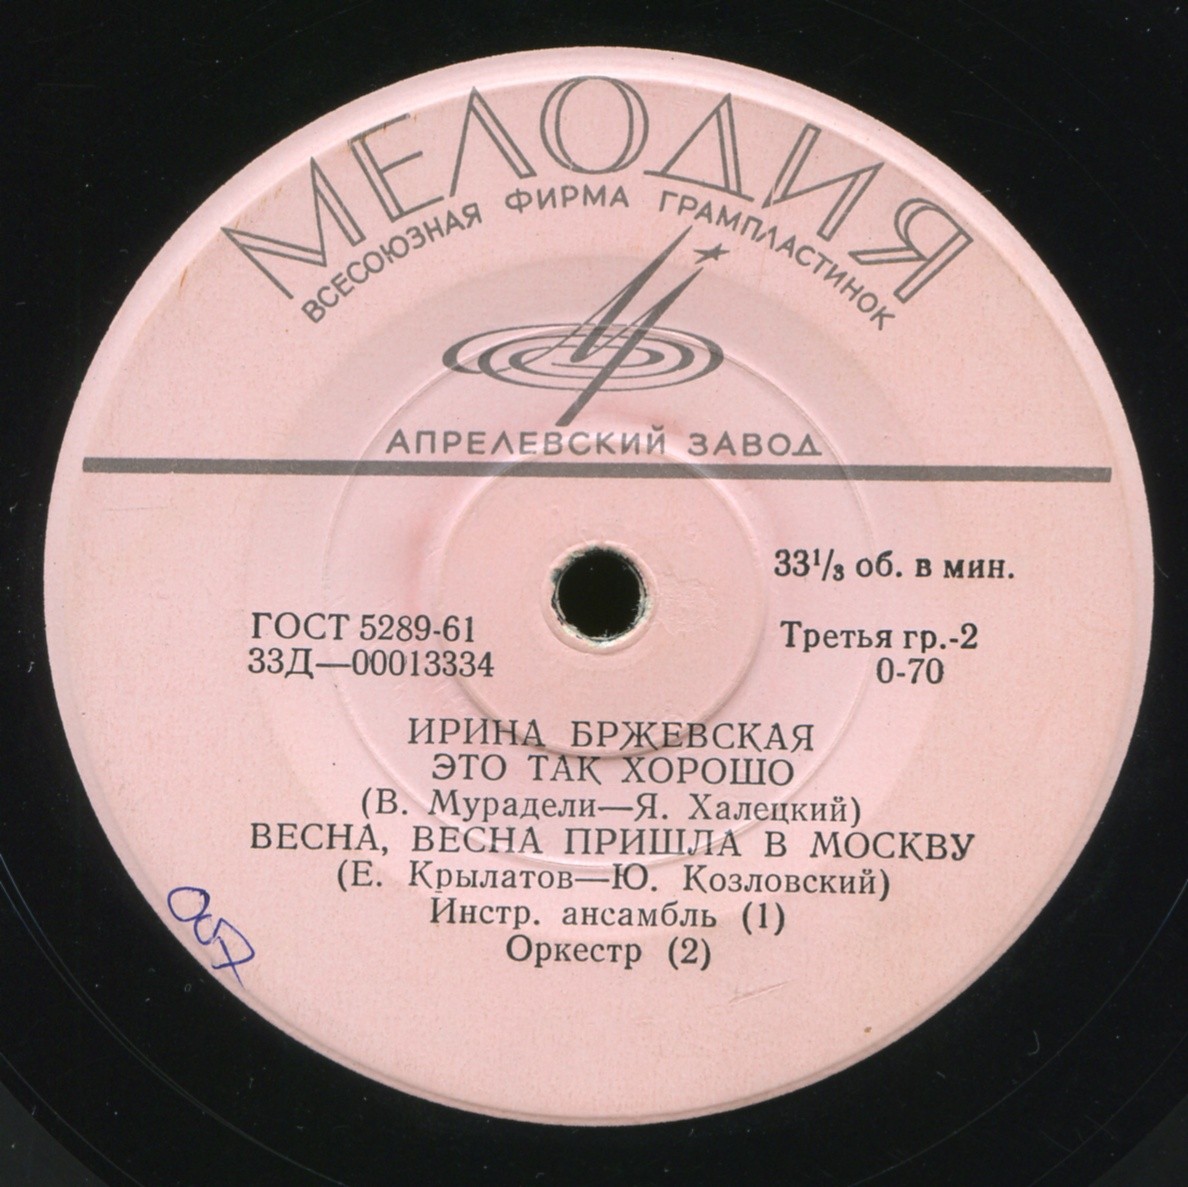 МЕЛОДИЯ
ВСЕСОЮЗНАЯ ФИРМА ГРАМПЛАСТИНОК
АПРЕЛЕВСКИЙ ЗАВОД
33⅓ об. в мин.
ГОСТ 5289-61
33Д—00013334
Третья гр.-2
0-70
ИРИНА БРЖЕВСКАЯ
ЭТО ТАК ХОРОШО
(В. Мурадели—Я. Халецкий)
ВЕСНА, ВЕСНА ПРИШЛА В МОСКВУ
(Е. Крылатов—Ю. Козловский)
Инстр. ансамбль (1)
Оркестр (2)